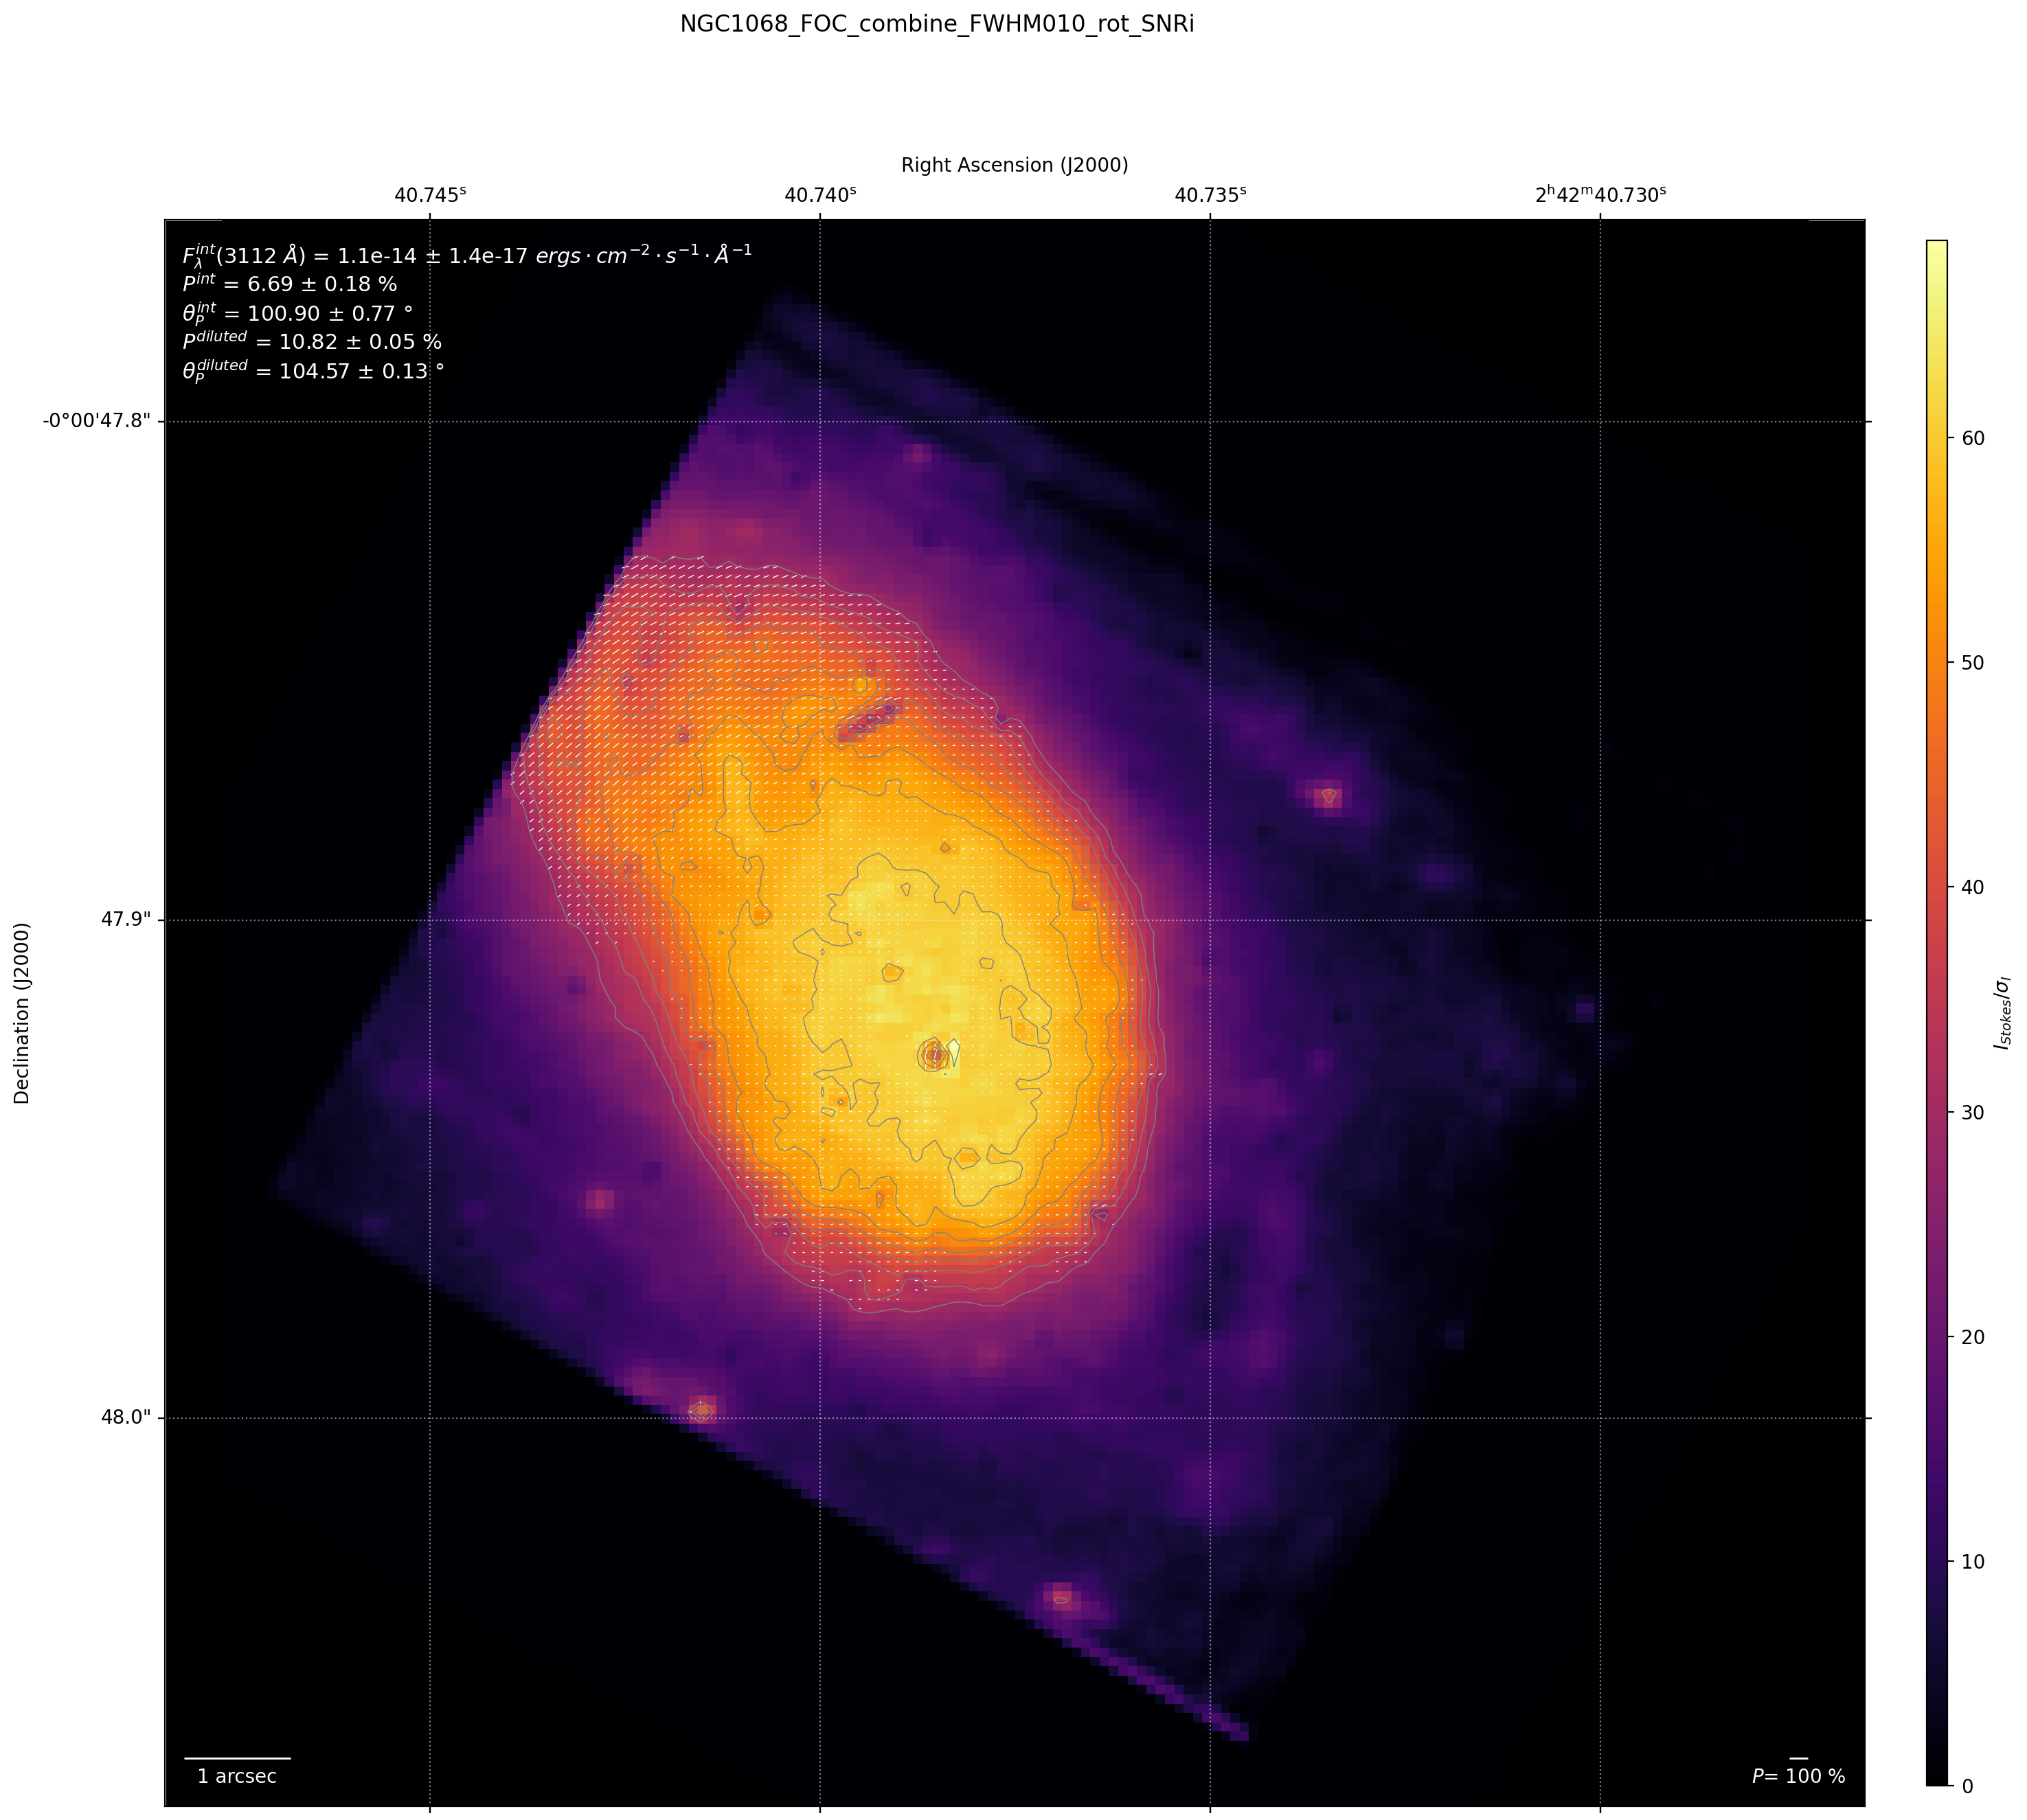 NGC1068_FOC_combine_FWHM010_rot_SNRi
Right Ascension (J2000)
40.745ˢ 40.740ˢ 40.735ˢ 2ʰ42ᵐ40.730ˢ
F_λ^int(3112 Å) = 1.1e-14 ± 1.4e-17 ergs · cm⁻² · s⁻¹ · Å⁻¹
P^int = 6.69 ± 0.18 %
θ_P^int = 100.90 ± 0.77 °
P^diluted = 10.82 ± 0.05 %
θ_P^diluted = 104.57 ± 0.13 °
-0°00'47.8"
47.9"
48.0"
Declination (J2000)
60
50
40
30
20
10
0
I_stokes/σ_I
1 arcsec
P= 100 %